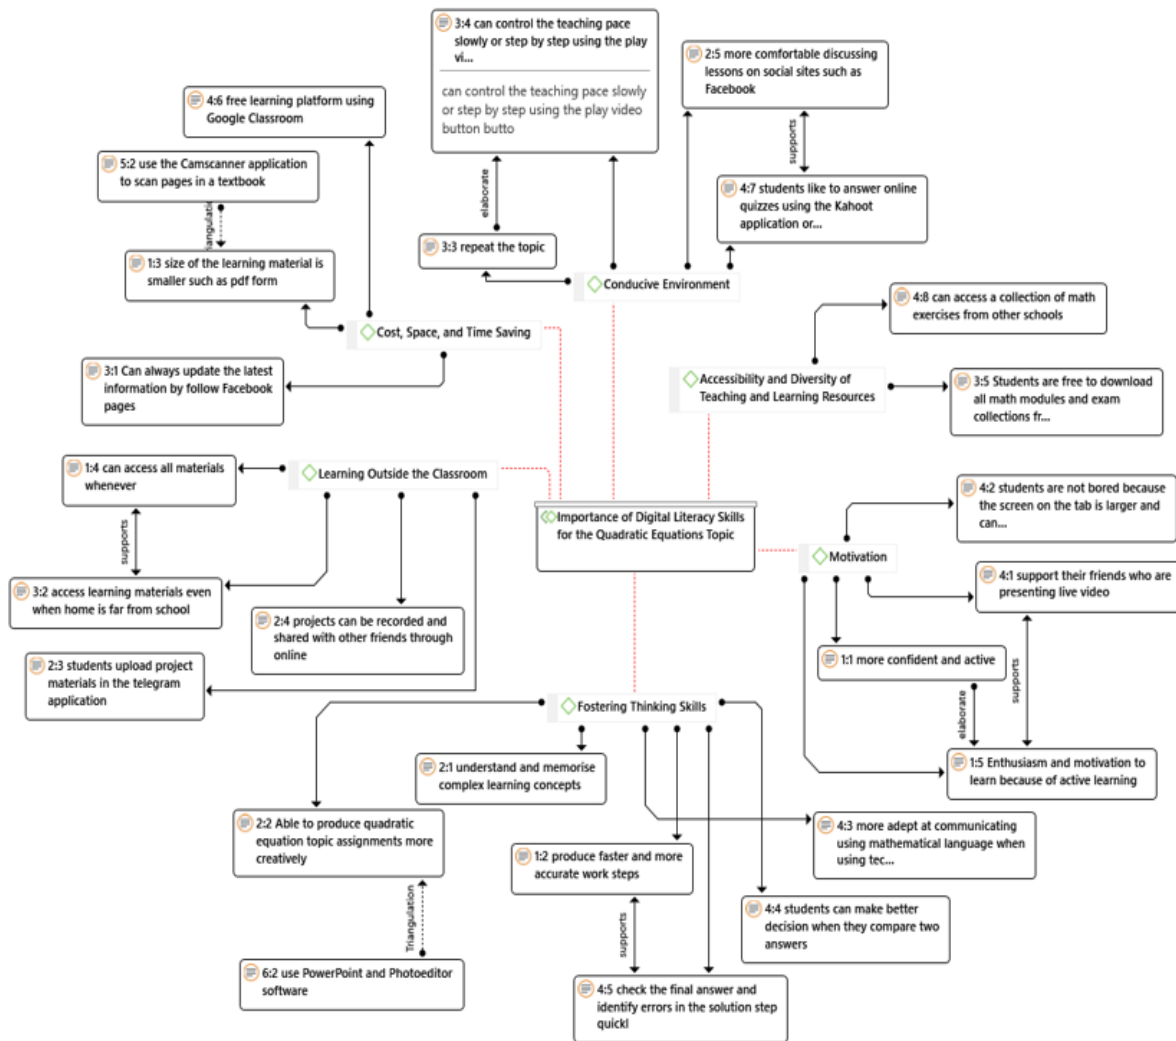 3:4 can control the teaching pace
slowly or step by step using the play
vi...
can control the teaching pace slowly
or step by step using the play video
button butto
2:5 more comfortable discussing
lessons on social sites such as
Facebook
4:6 free learning platform using
Google Classroom
supports
5:2 use the Camscanner application
to scan pages in a textbook
elaborate
4:7 students like to answer online
quizzes using the Kahoot
application or...
riangulatio
3:3 repeat the topic
1:3 size of the learning material is
smaller such as pdf form
Conducive Environment
4:8 can access a collection of math
exercises from other schools
Cost, Space, and Time Saving
3:1 Can always update the latest
information by follow Facebook
pages
Accessibility and Diversity of
Teaching and Learning Resources
3:5 Students are free to download
all math modules and exam
collections fr...
1:4 can access all materials
whenever
Learning Outside the Classroom
4:2 students are not bored because
the screen on the tab is larger and
can...
Importance of Digital Literacy Skills
for the Quadratic Equations Topic
supports
Motivation
3:2 access learning materials even
when home is far from school
4:1 support their friends who are
presenting live video
2:4 projects can be recorded and
shared with other friends through
online
1:1 more confident and active
2:3 students upload project
materials in the telegram
application
supports
elaborate
Fostering Thinking Skills
2:1 understand and memorise
complex learning concepts
1:5 Enthusiasm and motivation to
learn because of active learning
2:2 Able to produce quadratic
equation topic assignments more
creatively
4:3 more adept at communicating
using mathematical language when
using tec...
1:2 produce faster and more
accurate work steps
Triangulation
4:4 students can make better
decision when they compare two
answers
supports
6:2 use PowerPoint and Photoeditor
software
4:5 check the final answer and
identify errors in the solution step
quickl